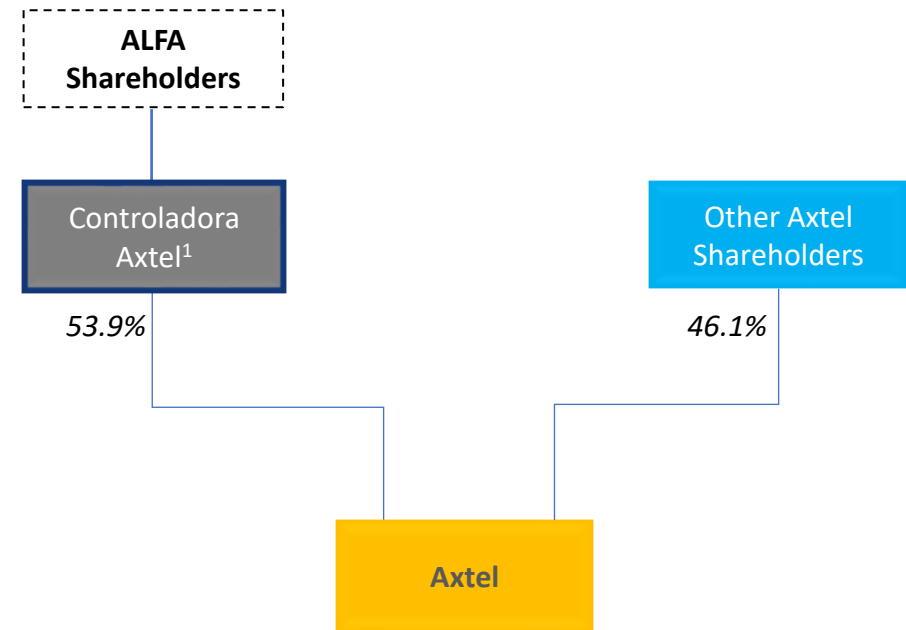 ALFA
Shareholders
Controladora
Axtel¹
Other Axtel
Shareholders
53.9%
46.1%
Axtel